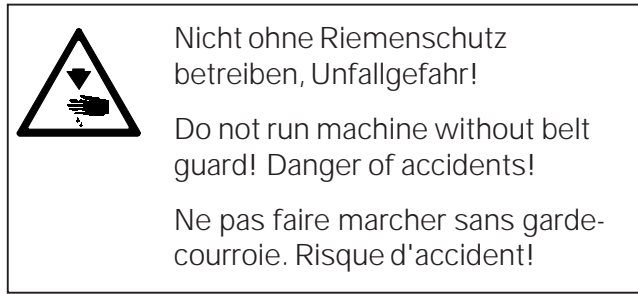 Nicht ohne Riemenschutz
betreiben, Unfallgefahr!
Do not run machine without belt
guard! Danger of accidents!
Ne pas faire marcher sans garde-
courroie. Risque d'accident!